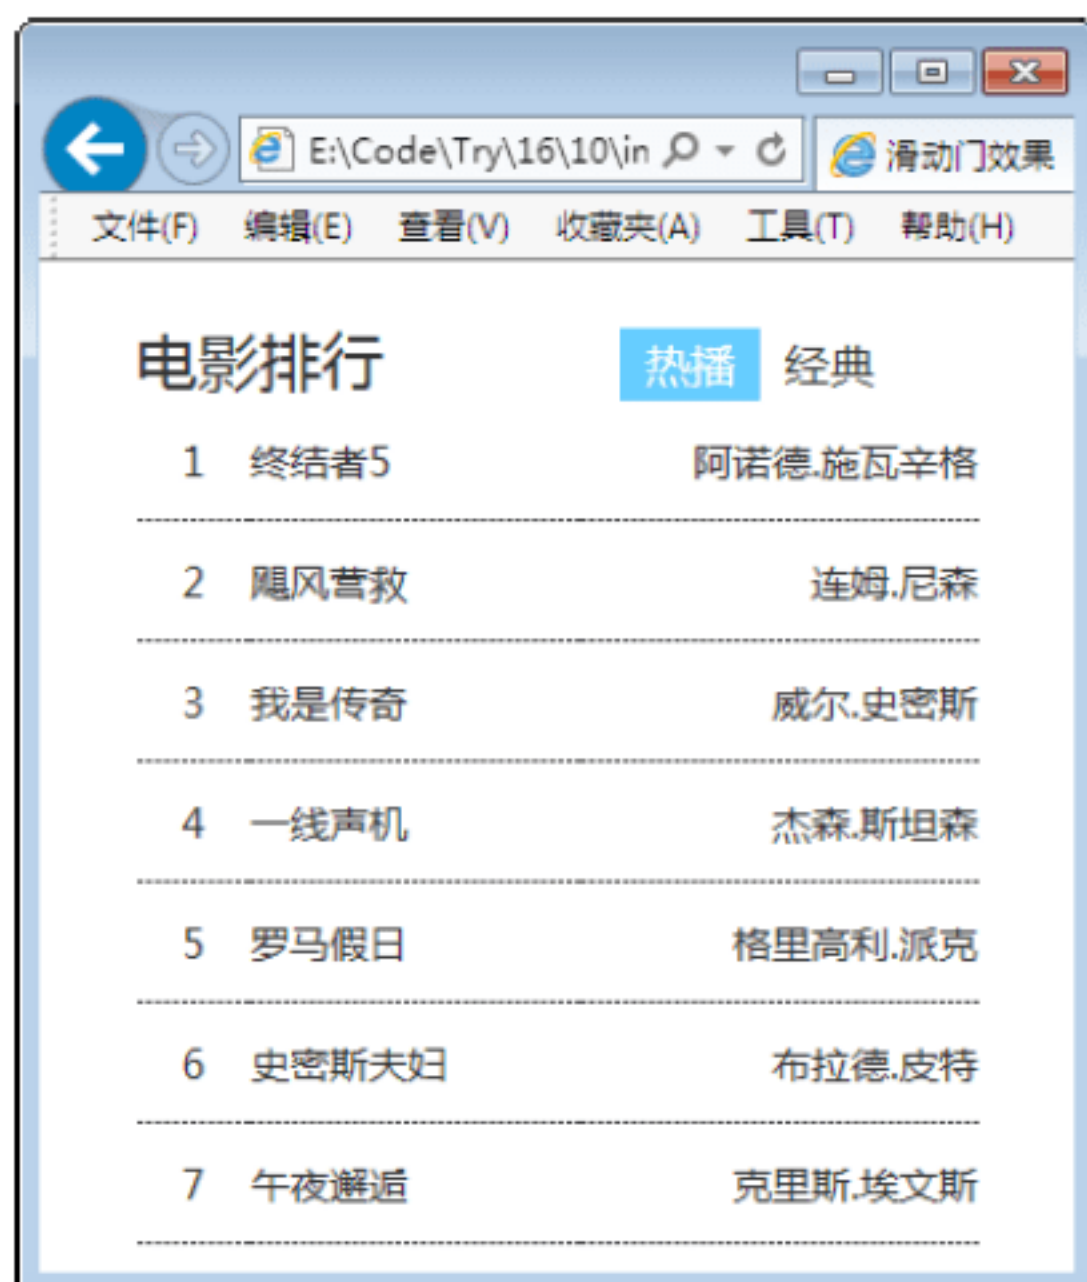 E:\Code\Try\16\10\in 滑动门效果
文件(F) 编辑(E) 查看(V) 收藏夹(A) 工具(T) 帮助(H)
电影排行 热播 经典
1 终结者5 阿诺德.施瓦辛格
2 飓风营救 连姆.尼森
3 我是传奇 威尔.史密斯
4 一线声机 杰森.斯坦森
5 罗马假日 格里高利.派克
6 史密斯夫妇 布拉德.皮特
7 午夜邂逅 克里斯.埃文斯